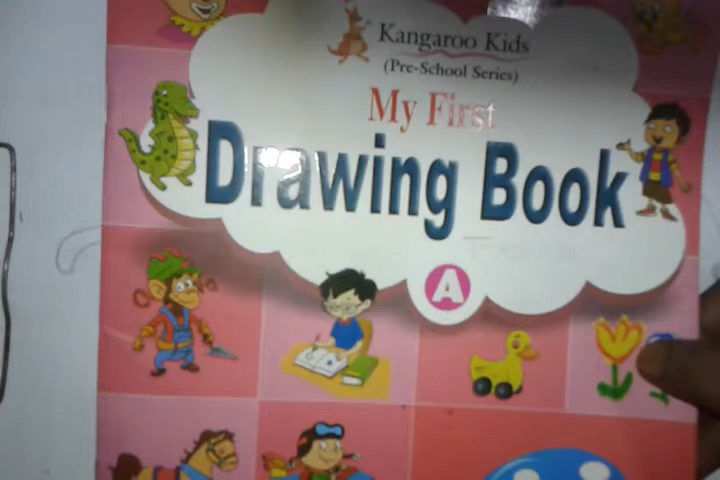 Kangaroo Kids
(Pre-School Series)
My First
Drawing Book
A